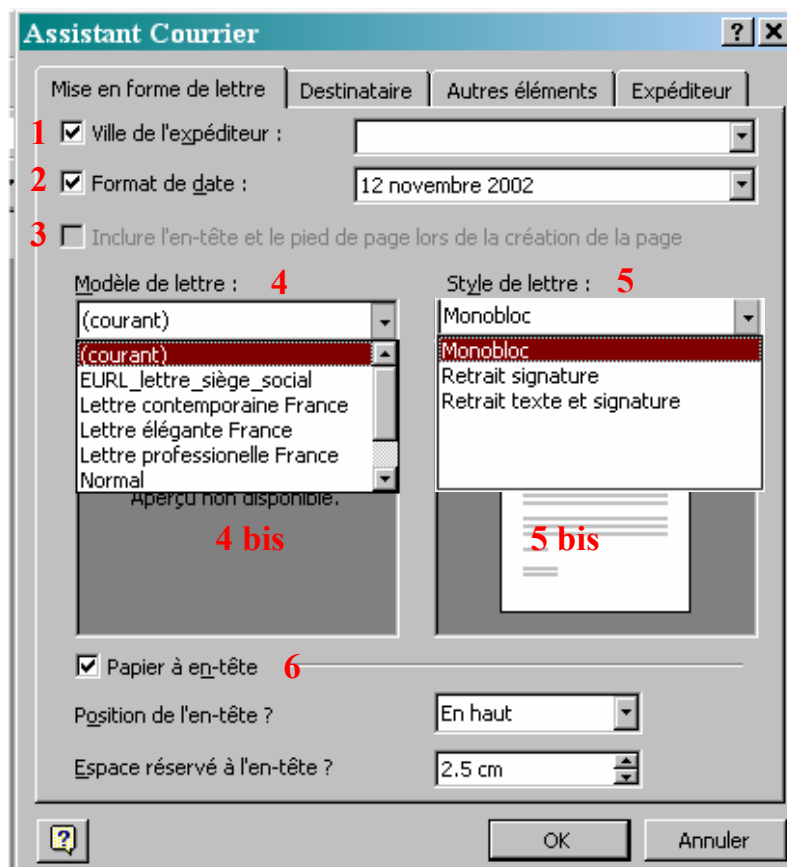 Assistant Courrier ?
Mise en forme de lettre Destinataire Autres éléments Expéditeur
1 Ville de l'expéditeur :
2 Format de date : 12 novembre 2002
3 Inclure l'en-tête et le pied de page lors de la création de la page
Modèle de lettre : 4 Style de lettre : 5
(courant) Monobloc
(courant) Monobloc
EURL_lettre_siège_social Retrait signature
Lettre contemporaine France Retrait texte et signature
Lettre élégante France
Lettre professionelle France
Normal
Aperçu non disponible.
4 bis 5 bis
Papier à en-tête 6
Position de l'en-tête ? En haut
Espace réservé à l'en-tête ? 2.5 cm
? OK Annuler